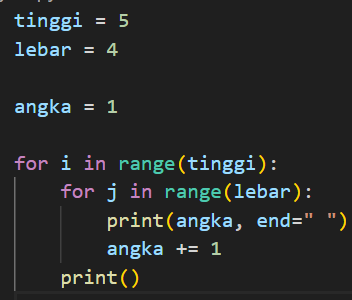 tinggi = 5
lebar = 4
angka = 1
for i in range(tinggi):
for j in range(lebar):
print(angka, end=" ")
angka += 1
print()